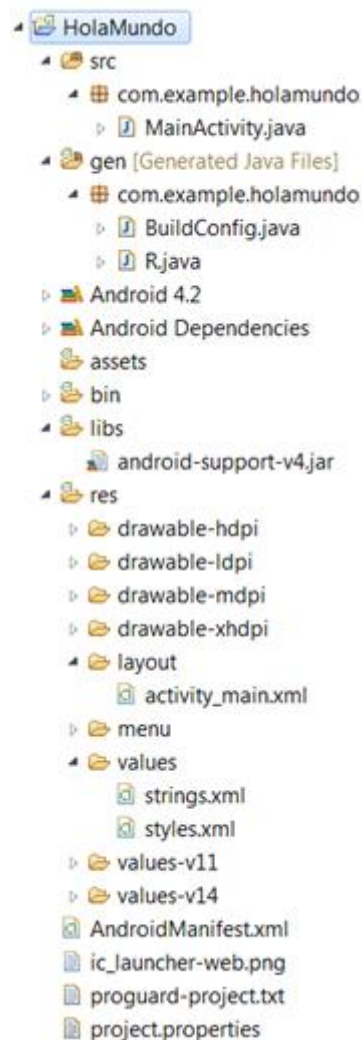 HolaMundo
src
com.example.holamundo
MainActivity.java
gen [Generated Java Files]
com.example.holamundo
BuildConfig.java
R.java
Android 4.2
Android Dependencies
assets
bin
libs
android-support-v4.jar
res
drawable-hdpi
drawable-ldpi
drawable-mdpi
drawable-xhdpi
layout
activity_main.xml
menu
values
strings.xml
styles.xml
values-v11
values-v14
AndroidManifest.xml
ic_launcher-web.png
proguard-project.txt
project.properties